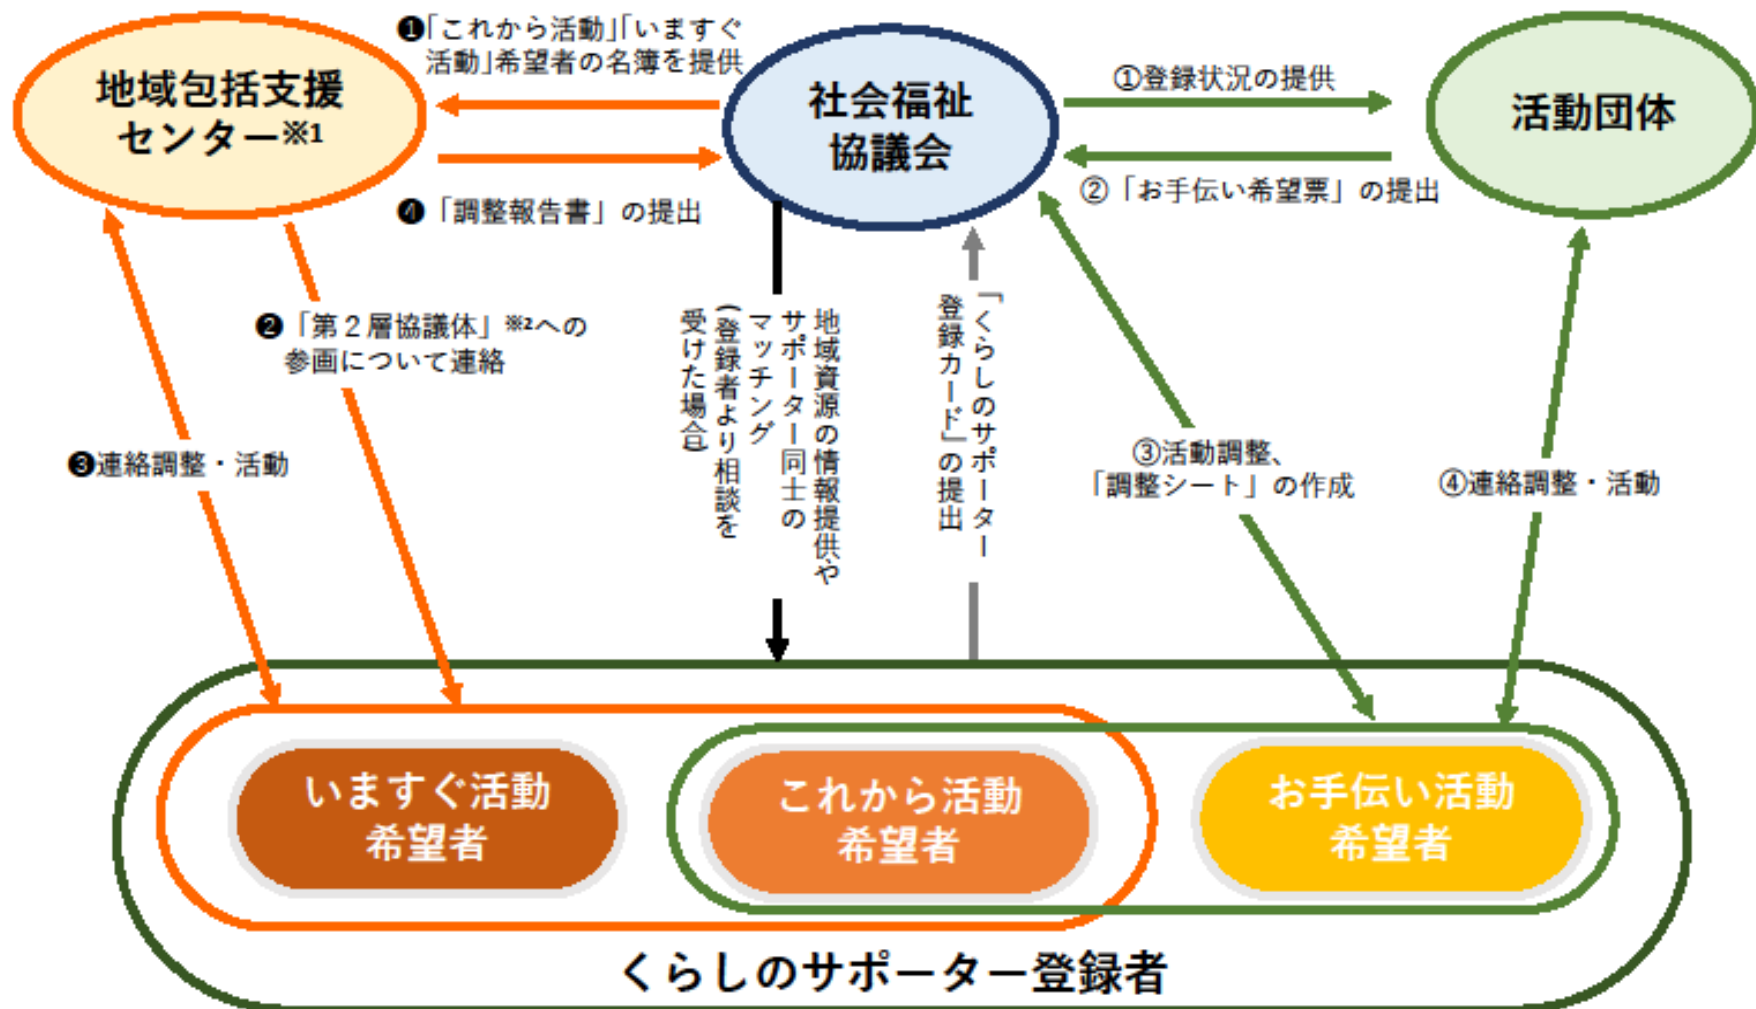 ❶「これから活動」「いますぐ
活動」希望者の名簿を提供
地域包括支援
センター※1
社会福祉
協議会
①登録状況の提供
活動団体
②「お手伝い希望票」の提出
❹「調整報告書」の提出
❷「第２層協議体」※2への
参画について連絡
❸連絡調整・活動
地域資源の情報提供や
サポーター同士の
マッチング
(登録者より相談を
受けた場合)
「くらしのサポーター
登録カード」の提出
③活動調整、
「調整シート」の作成
④連絡調整・活動
いますぐ活動
希望者
これから活動
希望者
お手伝い活動
希望者
くらしのサポーター登録者